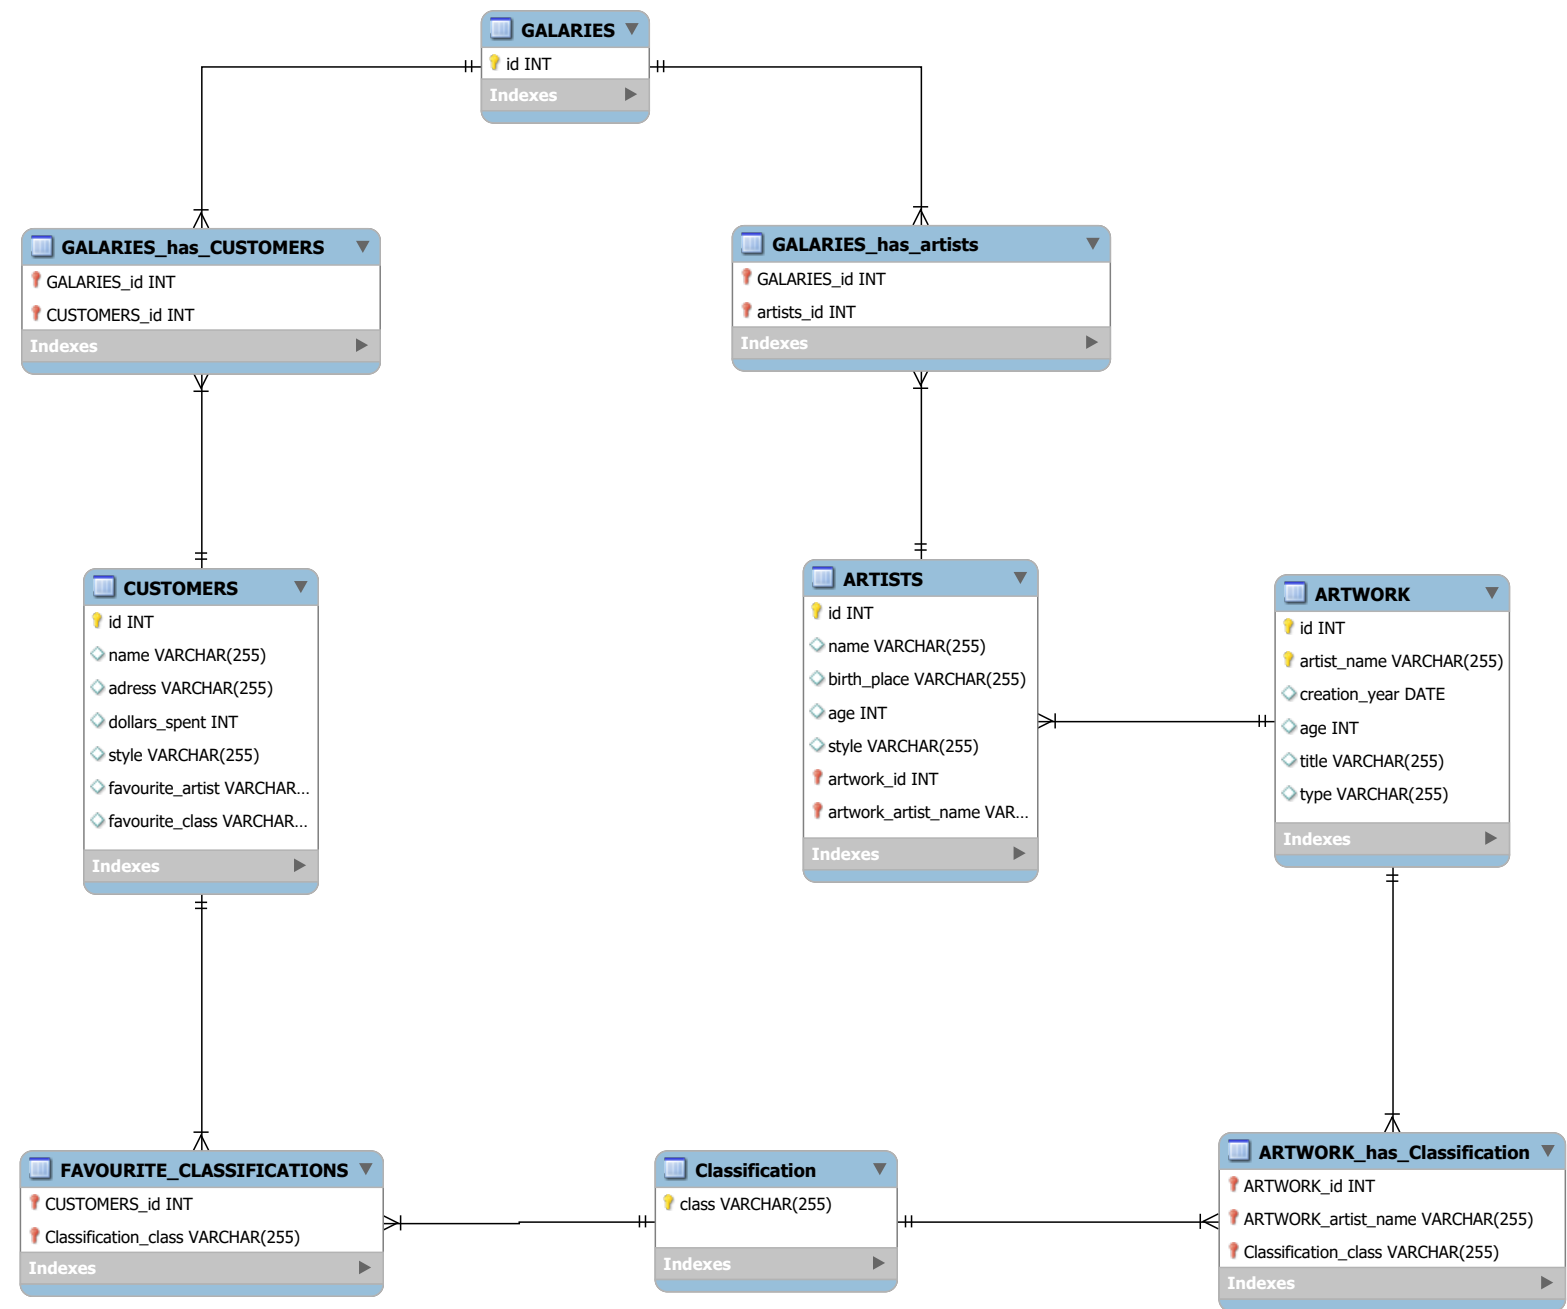 GALARIES
id INT
Indexes
GALARIES_has_CUSTOMERS
GALARIES_id INT
CUSTOMERS_id INT
Indexes
GALARIES_has_artists
GALARIES_id INT
artists_id INT
Indexes
CUSTOMERS
id INT
name VARCHAR(255)
adress VARCHAR(255)
dollars_spent INT
style VARCHAR(255)
favourite_artist VARCHAR...
favourite_class VARCHAR...
Indexes
ARTISTS
id INT
name VARCHAR(255)
birth_place VARCHAR(255)
age INT
style VARCHAR(255)
artwork_id INT
artwork_artist_name VAR...
Indexes
ARTWORK
id INT
artist_name VARCHAR(255)
creation_year DATE
age INT
title VARCHAR(255)
type VARCHAR(255)
Indexes
FAVOURITE_CLASSIFICATIONS
CUSTOMERS_id INT
Classification_class VARCHAR(255)
Indexes
Classification
class VARCHAR(255)
Indexes
ARTWORK_has_Classification
ARTWORK_id INT
ARTWORK_artist_name VARCHAR(255)
Classification_class VARCHAR(255)
Indexes